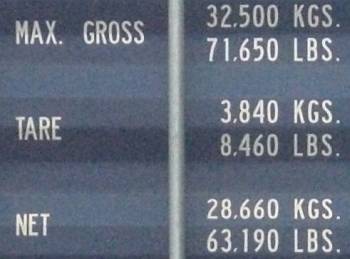 MAX. GROSS 32.500 KGS.
71.650 LBS.
TARE 3.840 KGS.
8.460 LBS.
NET 28.660 KGS.
63.190 LBS.